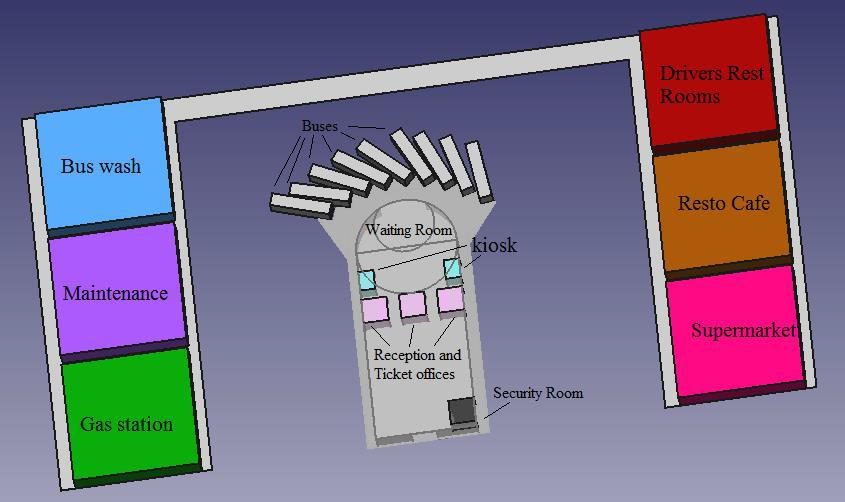 Drivers Rest
Rooms
Buses
Bus wash
Resto Cafe
Waiting Room
kiosk
Maintenance
Supermarket
Reception and
Ticket offices
Security Room
Gas station